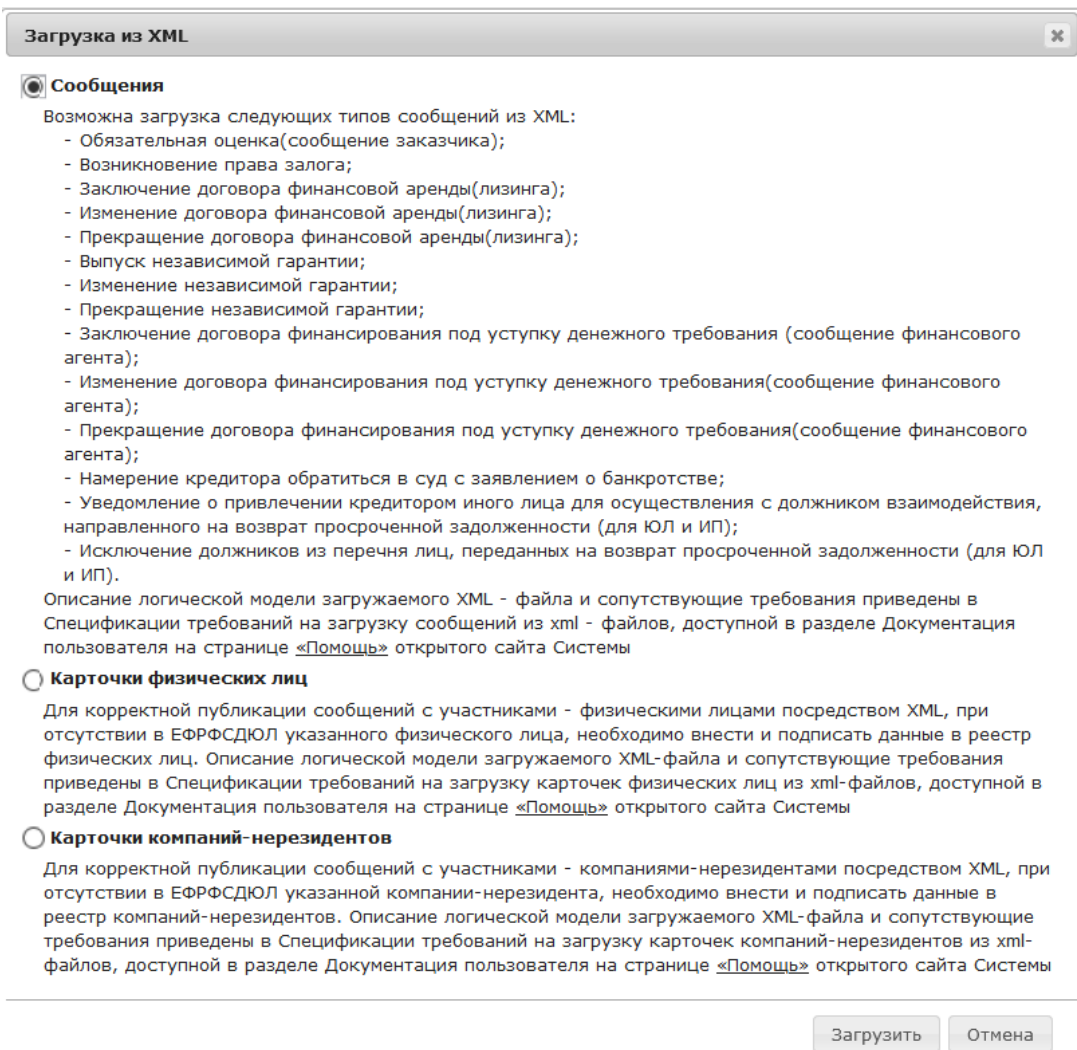 Загрузка из XML
Сообщения
Возможна загрузка следующих типов сообщений из XML:
- Обязательная оценка(сообщение заказчика);
- Возникновение права залога;
- Заключение договора финансовой аренды(лизинга);
- Изменение договора финансовой аренды(лизинга);
- Прекращение договора финансовой аренды(лизинга);
- Выпуск независимой гарантии;
- Изменение независимой гарантии;
- Прекращение независимой гарантии;
- Заключение договора финансирования под уступку денежного требования (сообщение финансового
агента);
- Изменение договора финансирования под уступку денежного требования(сообщение финансового
агента);
- Прекращение договора финансирования под уступку денежного требования(сообщение финансового
агента);
- Намерение кредитора обратиться в суд с заявлением о банкротстве;
- Уведомление о привлечении кредитором иного лица для осуществления с должником взаимодействия,
направленного на возврат просроченной задолженности (для ЮЛ и ИП);
- Исключение должников из перечня лиц, переданных на возврат просроченной задолженности (для ЮЛ
и ИП).
Описание логической модели загружаемого XML - файла и сопутствующие требования приведены в
Спецификации требований на загрузку сообщений из xml - файлов, доступной в разделе Документация
пользователя на странице «Помощь» открытого сайта Системы
Карточки физических лиц
Для корректной публикации сообщений с участниками - физическими лицами посредством XML, при
отсутствии в ЕФРФСДЮЛ указанного физического лица, необходимо внести и подписать данные в реестр
физических лиц. Описание логической модели загружаемого XML-файла и сопутствующие требования
приведены в Спецификации требований на загрузку карточек физических лиц из xml-файлов, доступной в
разделе Документация пользователя на странице «Помощь» открытого сайта Системы
Карточки компаний-нерезидентов
Для корректной публикации сообщений с участниками - компаниями-нерезидентами посредством XML, при
отсутствии в ЕФРФСДЮЛ указанной компании-нерезидента, необходимо внести и подписать данные в
реестр компаний-нерезидентов. Описание логической модели загружаемого XML-файла и сопутствующие
требования приведены в Спецификации требований на загрузку карточек компаний-нерезидентов из xml-
файлов, доступной в разделе Документация пользователя на странице «Помощь» открытого сайта Системы
Загрузить Отмена